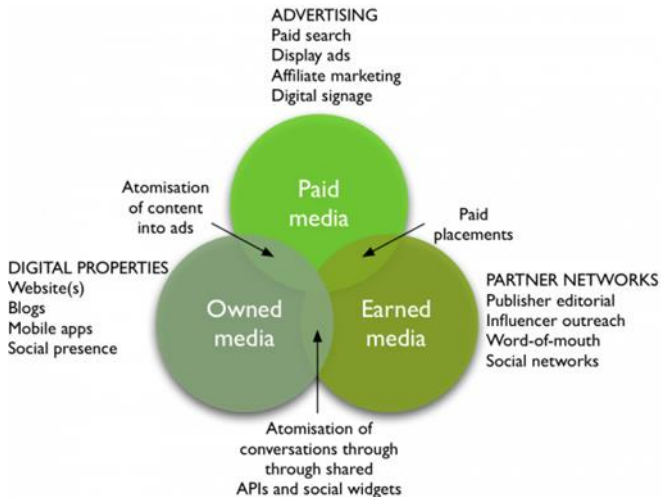 ADVERTISING
Paid search
Display ads
Affiliate marketing
Digital signage
Atomisation
of content
into ads
Paid
media
Paid
placements
DIGITAL PROPERTIES
Website(s)
Blogs
Mobile apps
Social presence
Owned
media
Earned
media
PARTNER NETWORKS
Publisher editorial
Influencer outreach
Word-of-mouth
Social networks
Atomisation of
conversations through
through shared
APIs and social widgets